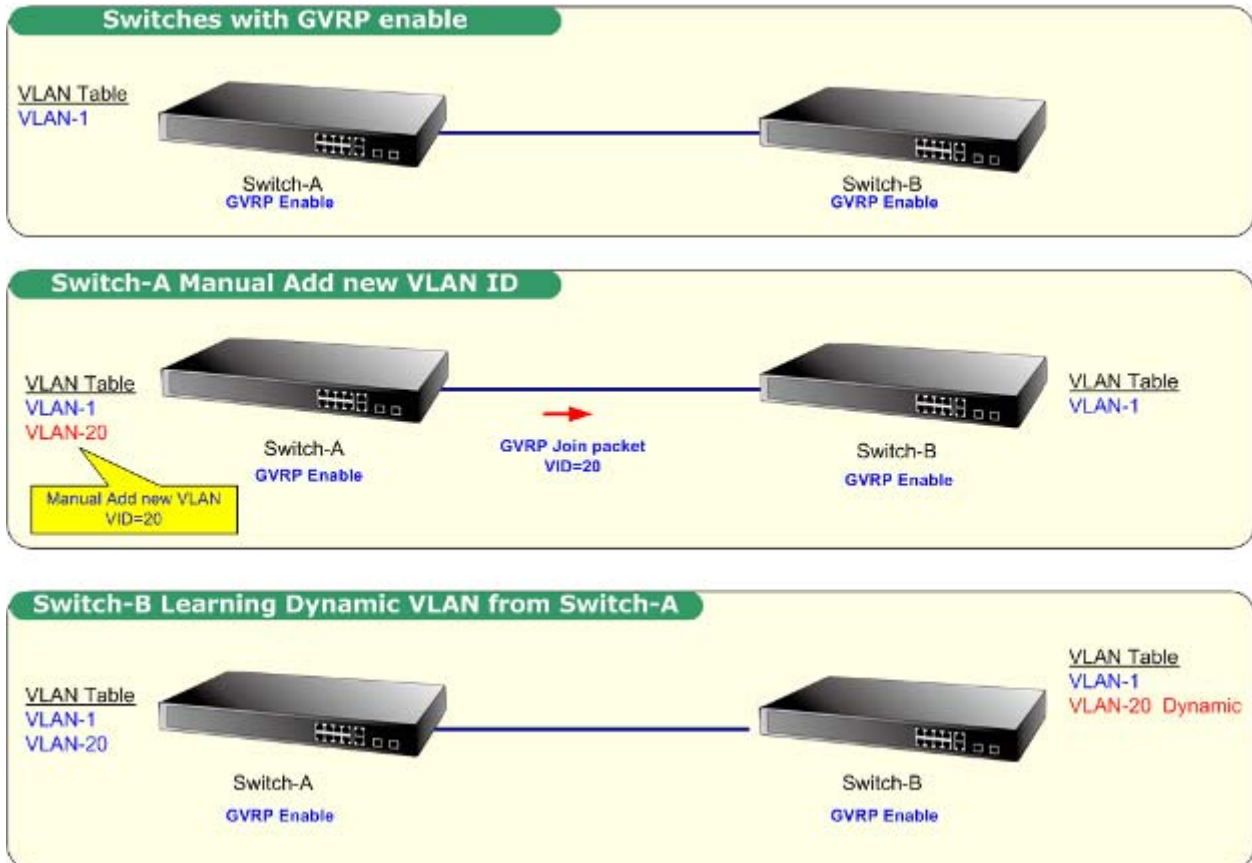 Switches with GVRP enable
VLAN Table
VLAN-1
Switch-A
GVRP Enable
Switch-B
GVRP Enable
Switch-A Manual Add new VLAN ID
VLAN Table
VLAN-1
VLAN-20
Manual Add new VLAN
VID=20
Switch-A
GVRP Enable
GVRP Join packet
VID=20
Switch-B
GVRP Enable
VLAN Table
VLAN-1
Switch-B Learning Dynamic VLAN from Switch-A
VLAN Table
VLAN-1
VLAN-20
Switch-A
GVRP Enable
Switch-B
GVRP Enable
VLAN Table
VLAN-1
VLAN-20 Dynamic